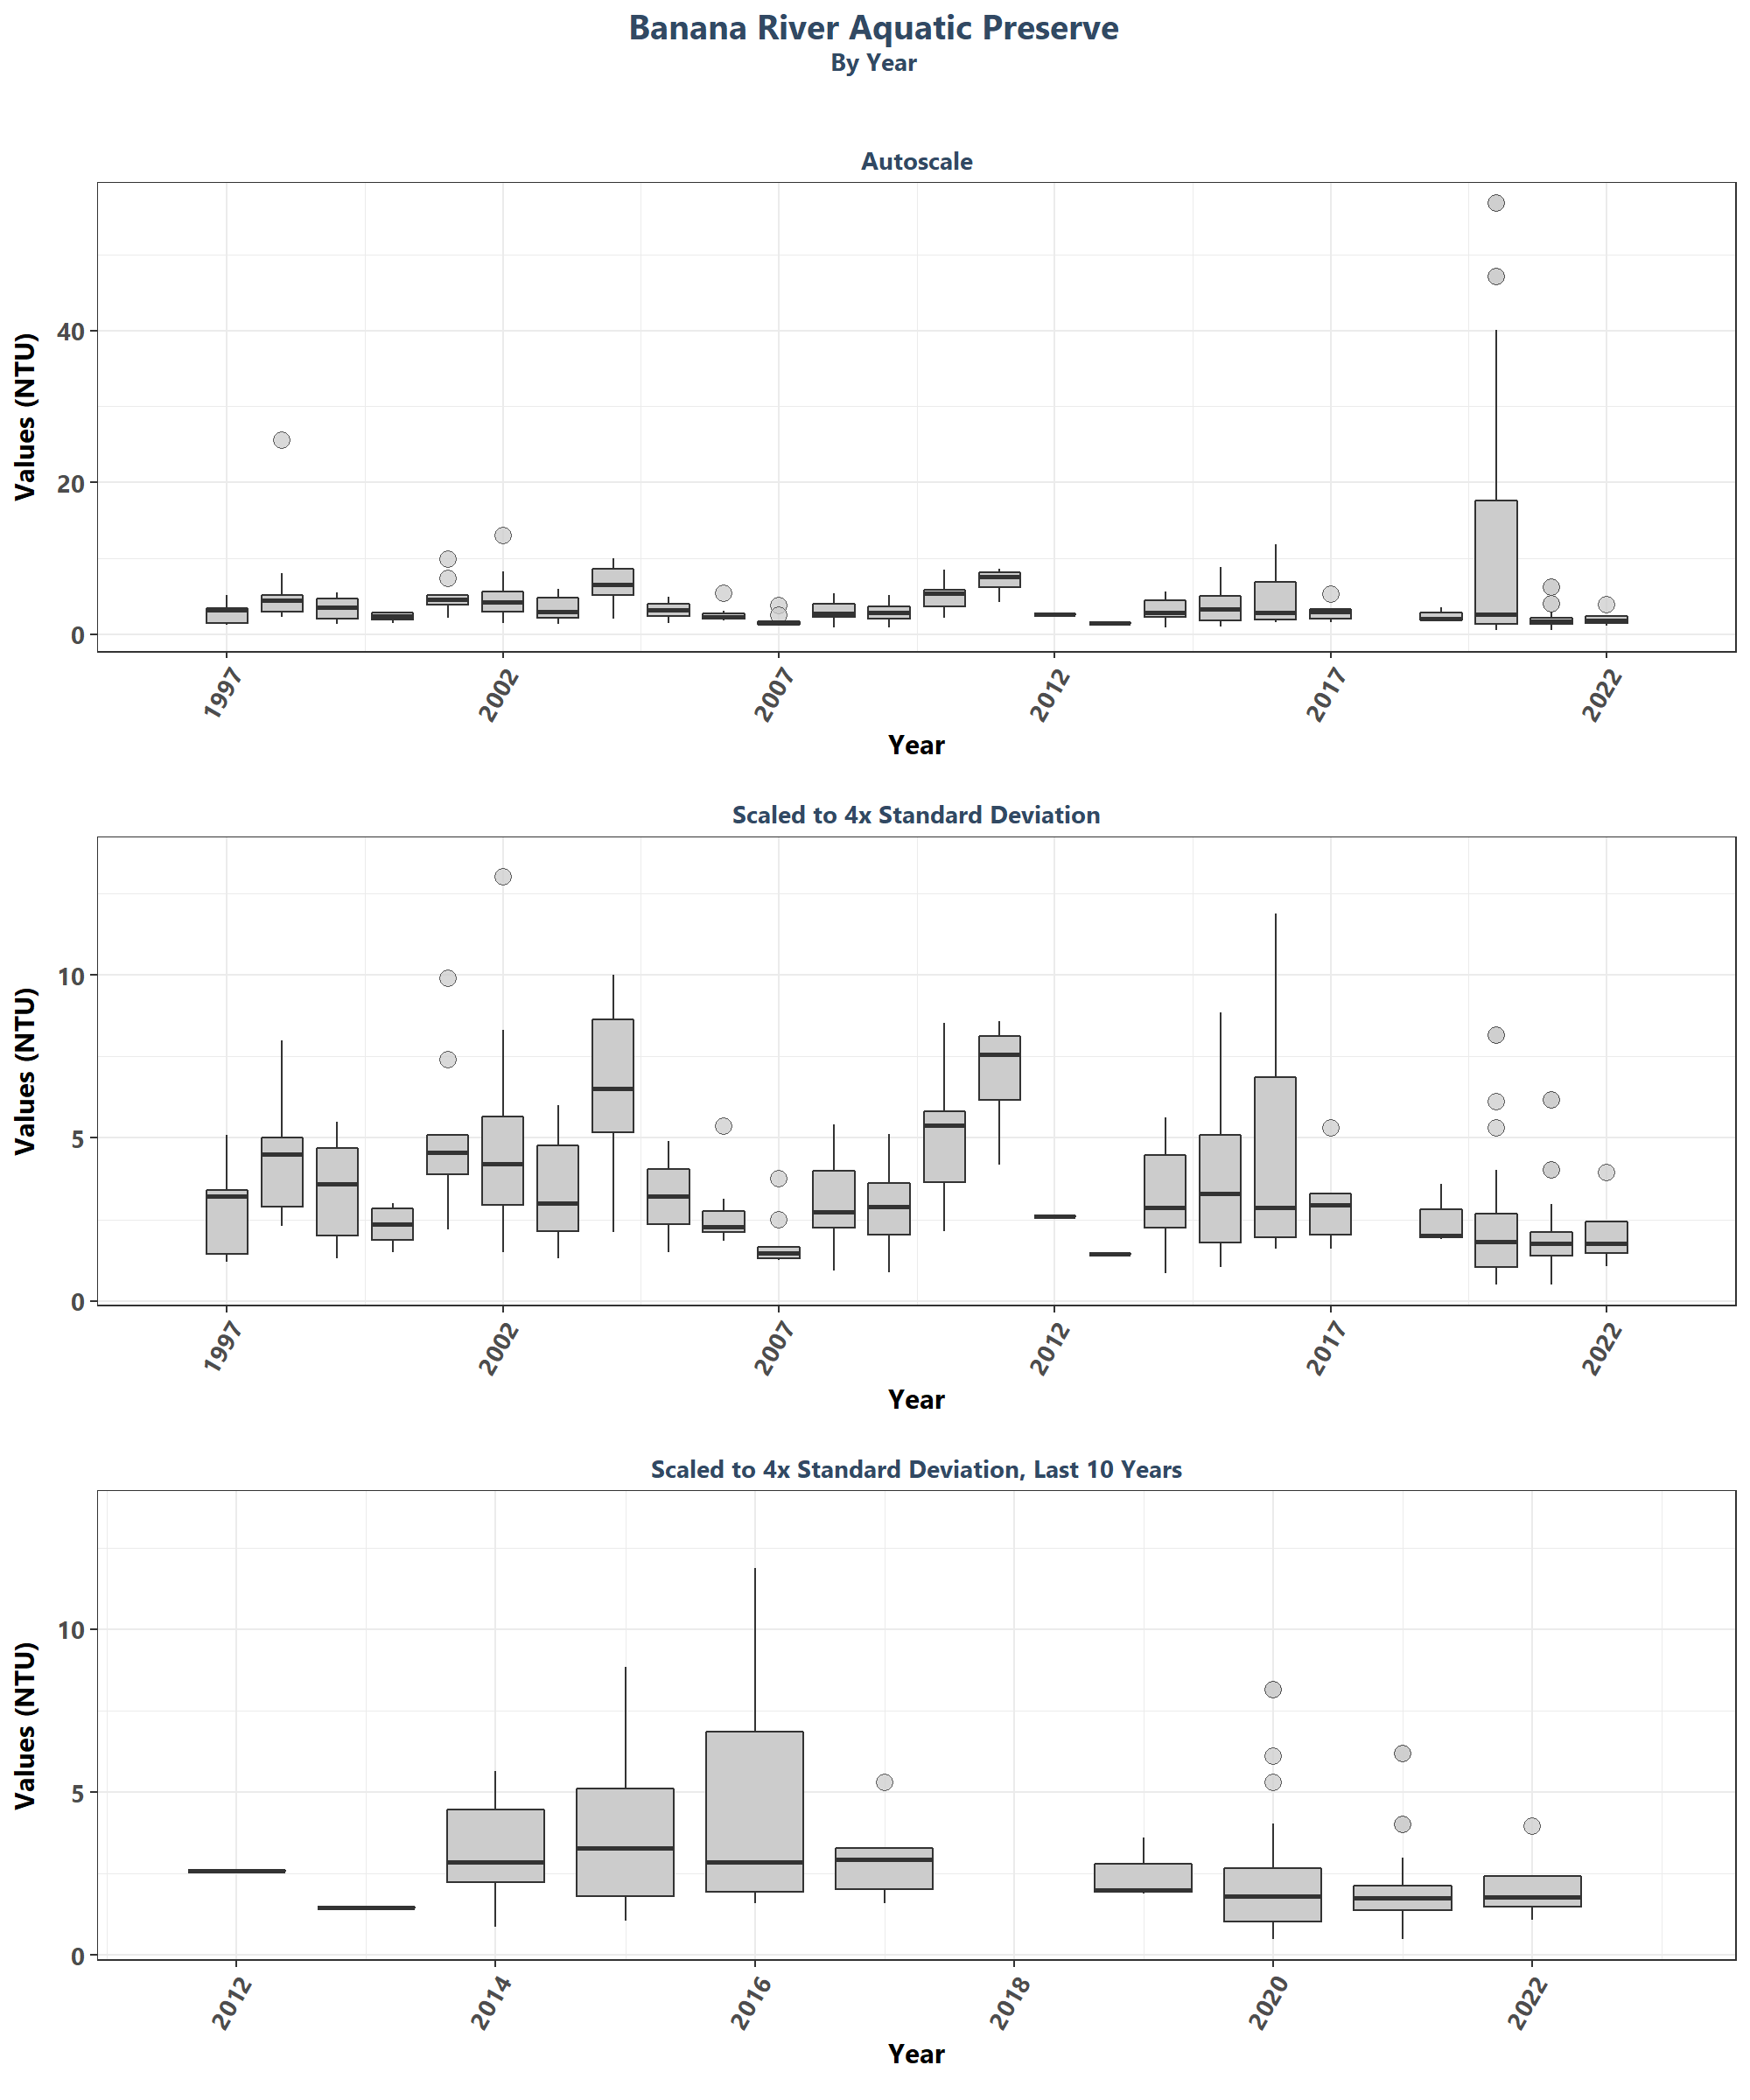 Banana River Aquatic Preserve
By Year
Autoscale
Values (NTU)
40
20
0
1997 2002 2007 2012 2017 2022
Year
Scaled to 4x Standard Deviation
Values (NTU)
10
5
0
1997 2002 2007 2012 2017 2022
Year
Scaled to 4x Standard Deviation, Last 10 Years
Values (NTU)
10
5
0
2012 2014 2016 2018 2020 2022
Year